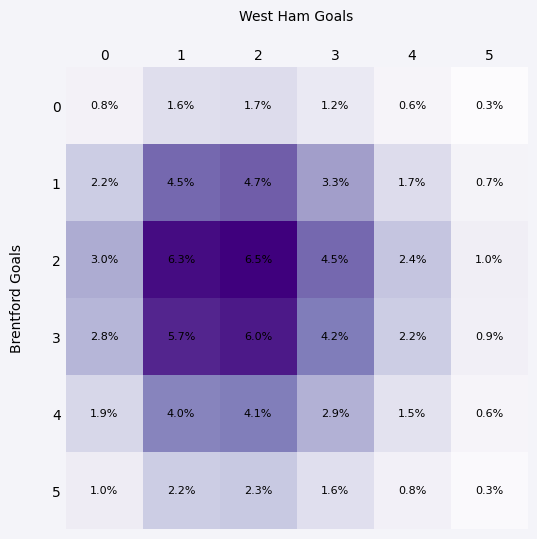 West Ham Goals
0 1 2 3 4 5
0 0.8% 1.6% 1.7% 1.2% 0.6% 0.3%
1 2.2% 4.5% 4.7% 3.3% 1.7% 0.7%
2 3.0% 6.3% 6.5% 4.5% 2.4% 1.0%
3 2.8% 5.7% 6.0% 4.2% 2.2% 0.9%
4 1.9% 4.0% 4.1% 2.9% 1.5% 0.6%
5 1.0% 2.2% 2.3% 1.6% 0.8% 0.3%
Brentford Goals